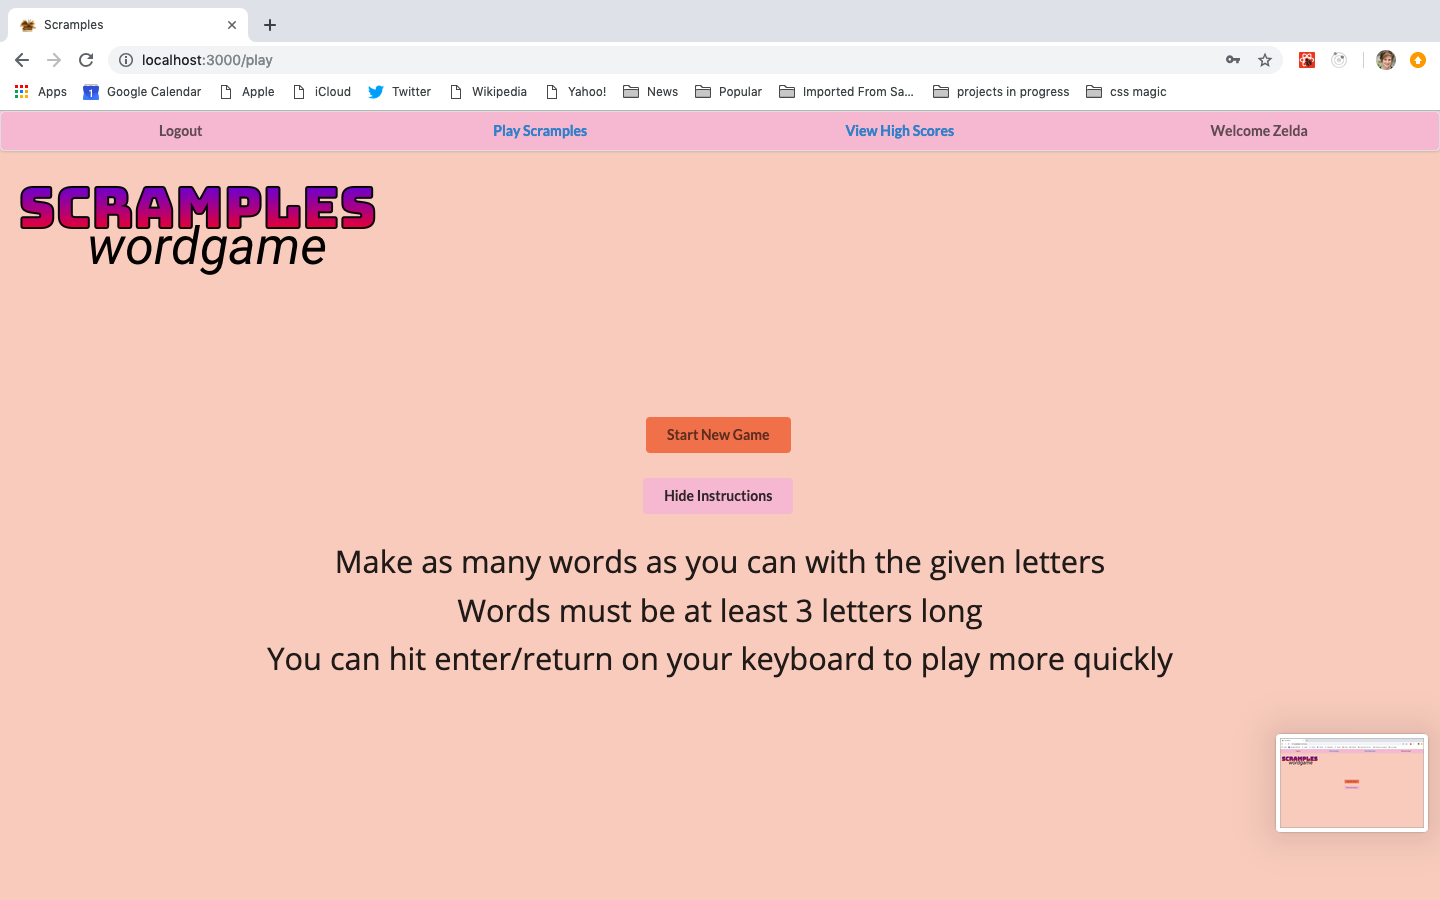 Scramples
localhost:3000/play
Apps Google Calendar Apple iCloud Twitter Wikipedia Yahoo! News Popular Imported From Sa... projects in progress css magic
Logout Play Scramples View High Scores Welcome Zelda
SCRAMPLES
wordgame
Start New Game
Hide Instructions
Make as many words as you can with the given letters
Words must be at least 3 letters long
You can hit enter/return on your keyboard to play more quickly
SCRAMPLES
wordgame